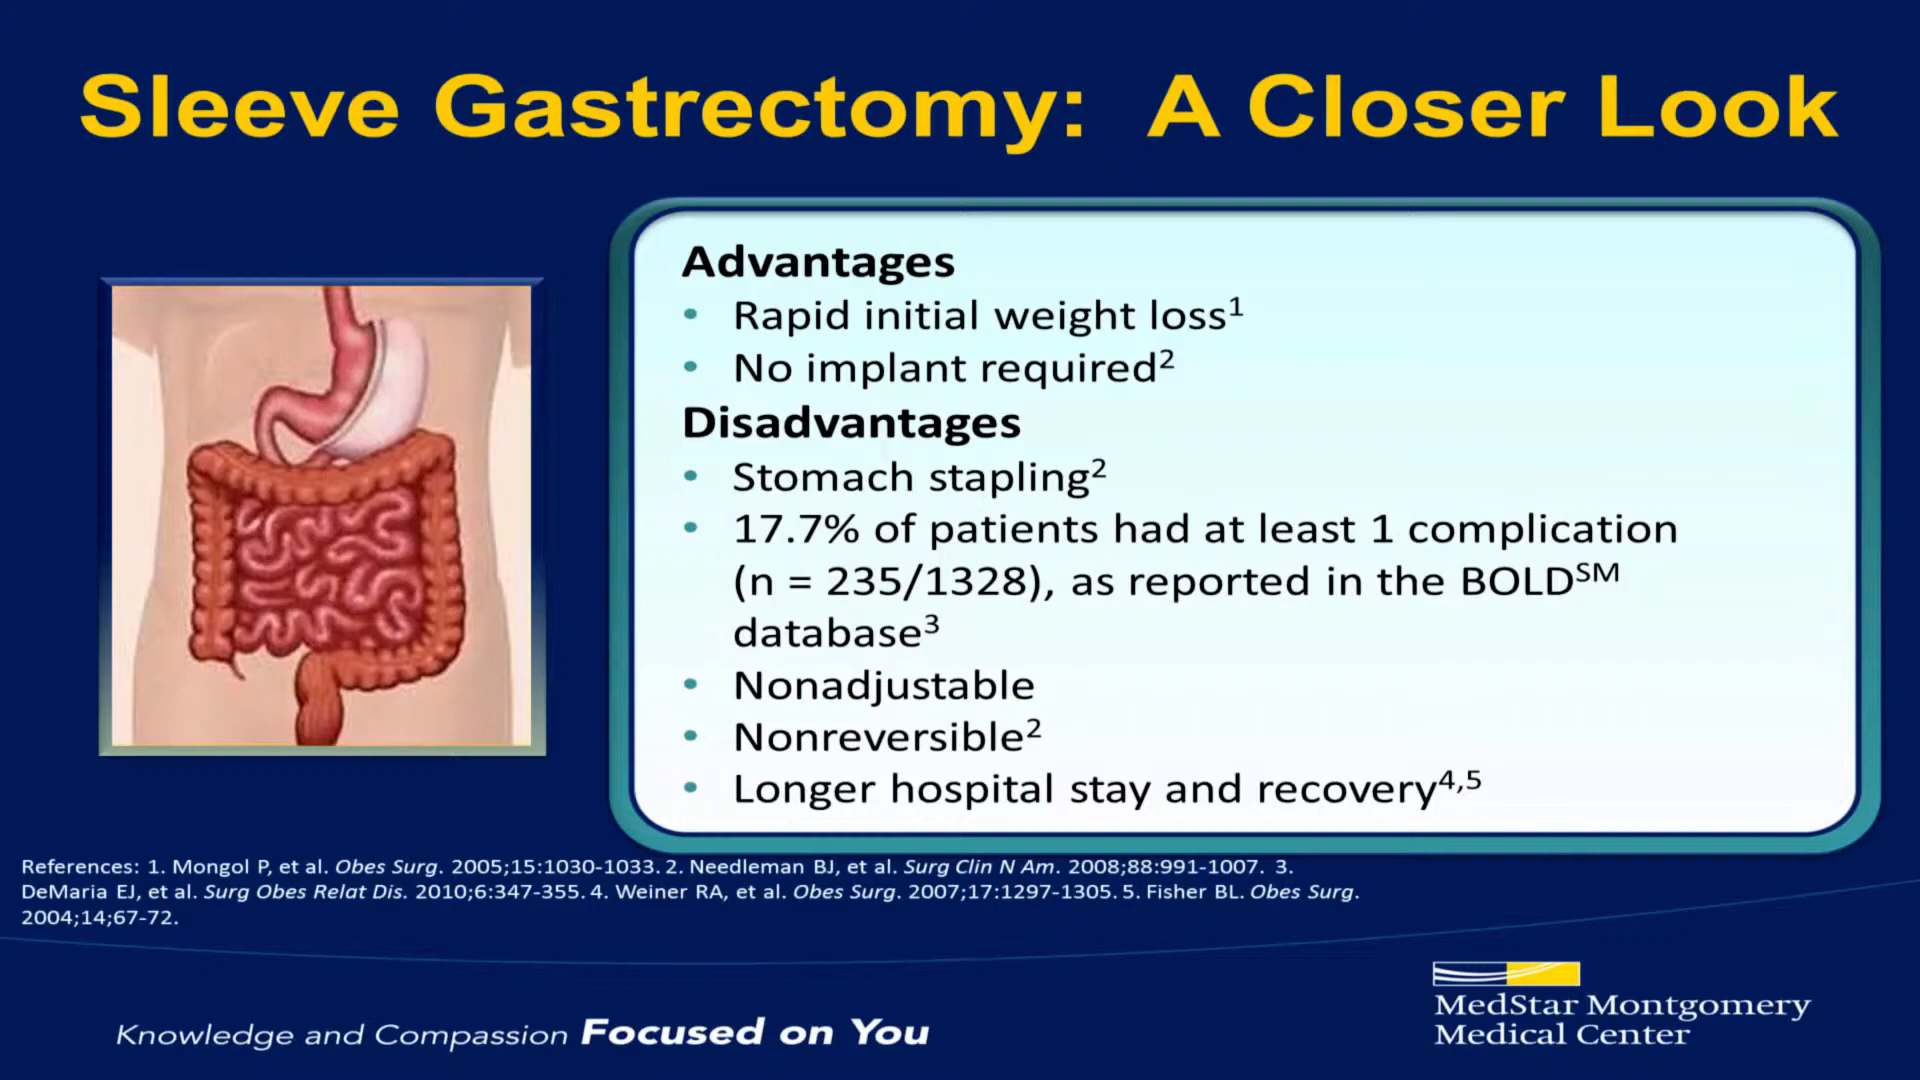 Sleeve Gastrectomy: A Closer Look
Advantages
• Rapid initial weight loss¹
• No implant required²
Disadvantages
• Stomach stapling²
• 17.7% of patients had at least 1 complication
(n = 235/1328), as reported in the BOLD℠
database³
• Nonadjustable
• Nonreversible²
• Longer hospital stay and recovery⁴,⁵
References: 1. Mongol P, et al. Obes Surg. 2005;15:1030-1033. 2. Needleman BJ, et al. Surg Clin N Am. 2008;88:991-1007. 3.
DeMaria EJ, et al. Surg Obes Relat Dis. 2010;6:347-355. 4. Weiner RA, et al. Obes Surg. 2007;17:1297-1305. 5. Fisher BL. Obes Surg.
2004;14;67-72.
Knowledge and Compassion Focused on You
MedStar Montgomery
Medical Center